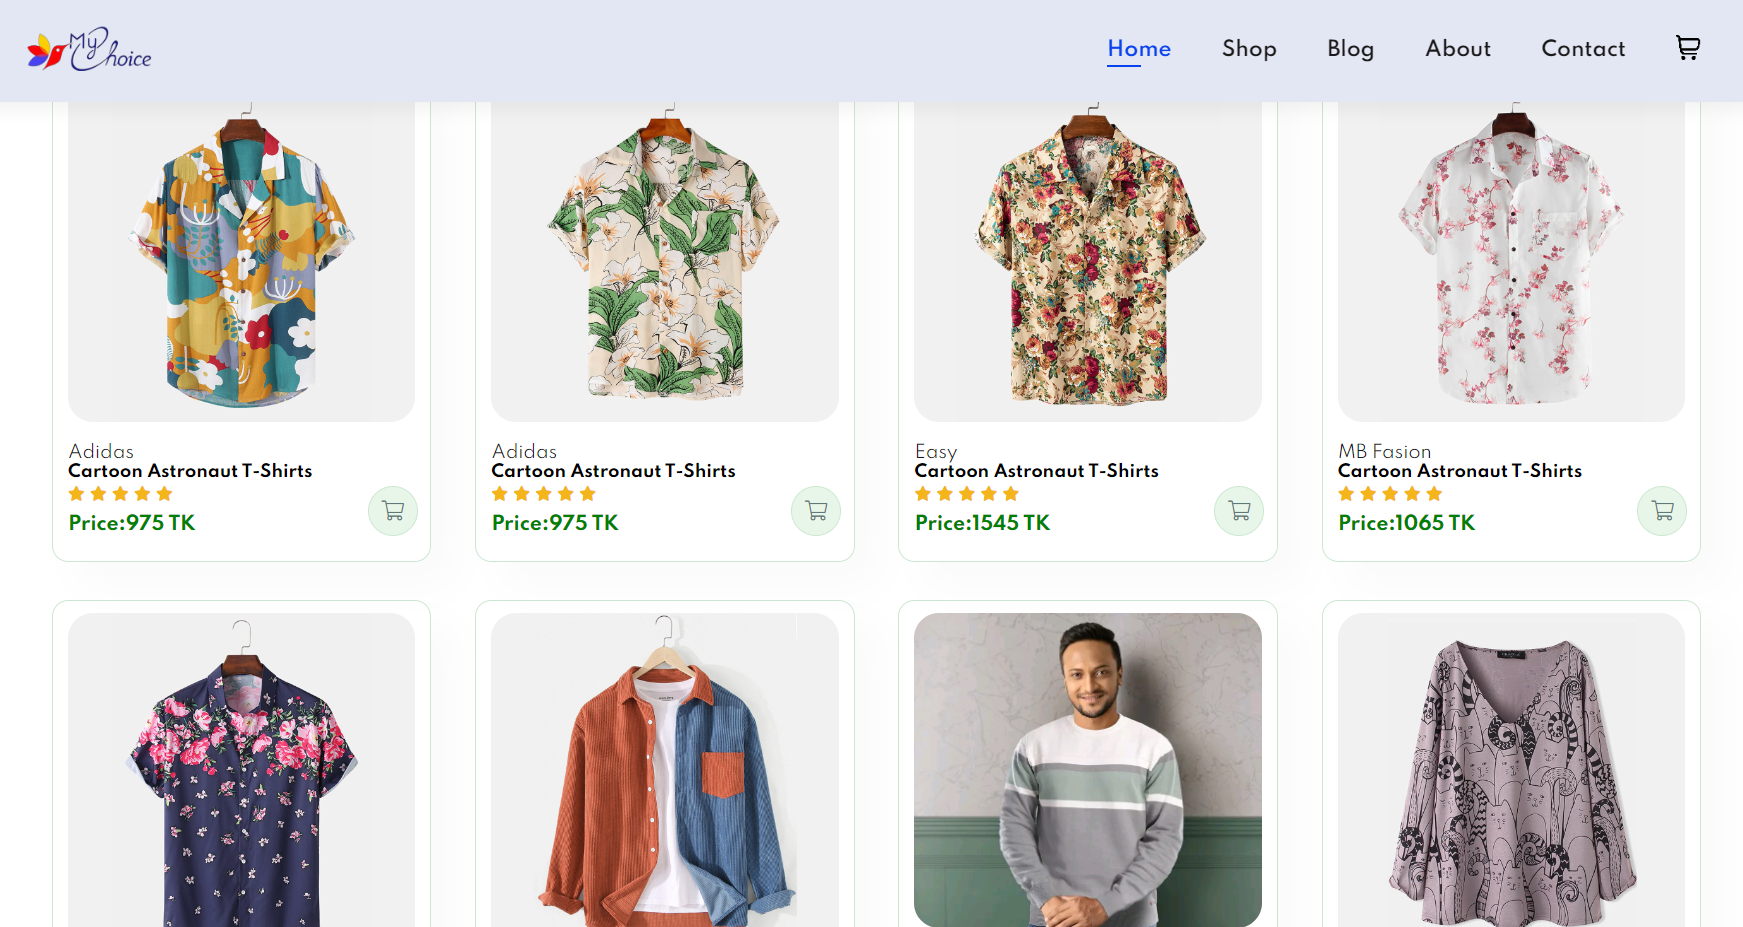 My Choice
Home Shop Blog About Contact
Adidas
Cartoon Astronaut T-Shirts
Price:975 TK
Adidas
Cartoon Astronaut T-Shirts
Price:975 TK
Easy
Cartoon Astronaut T-Shirts
Price:1545 TK
MB Fasion
Cartoon Astronaut T-Shirts
Price:1065 TK